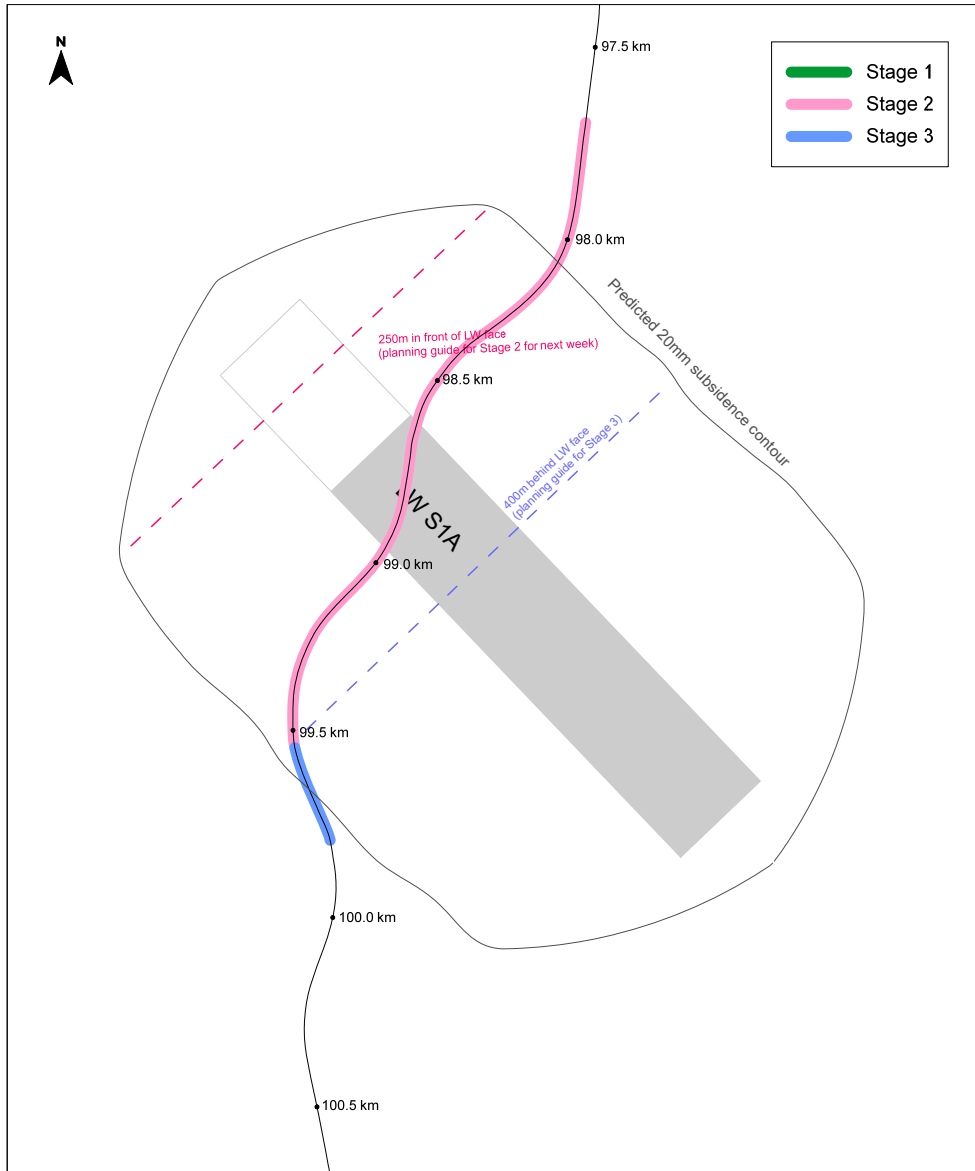 N
97.5 km
Stage 1
Stage 2
Stage 3
98.0 km
Predicted 20mm subsidence contour
250m in front of LW face
(planning guide for Stage 2 for next week)
98.5 km
400m behind LW face
(planning guide for Stage 3)
LW S1A
99.0 km
99.5 km
100.0 km
100.5 km